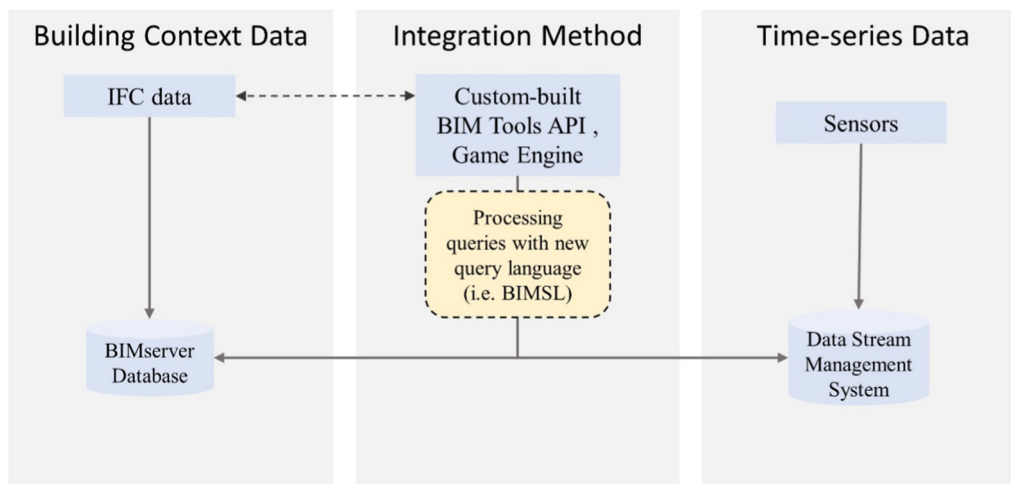 Building Context Data
IFC data
BIMserver
Database
Integration Method
Custom-built
BIM Tools API ,
Game Engine
Processing
queries with new
query language
(i.e. BIMSL)
Time-series Data
Sensors
Data Stream
Management
System